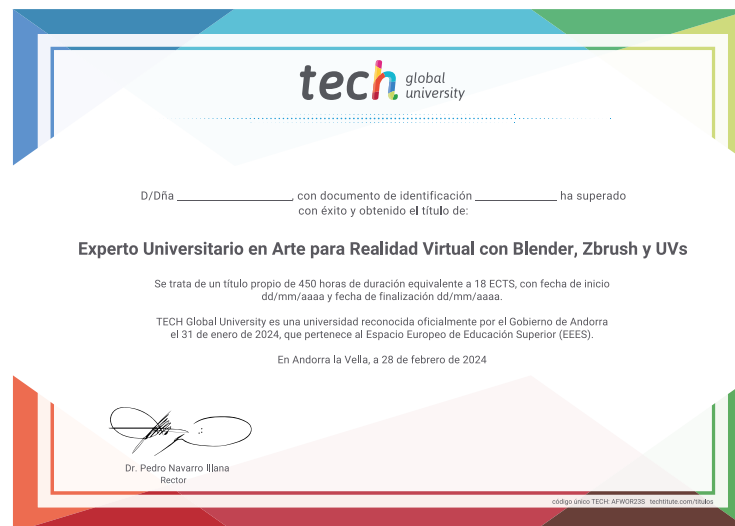 tech global university
D/Dña ____________________, con documento de identificación ______________ ha superado
con éxito y obtenido el título de:
Experto Universitario en Arte para Realidad Virtual con Blender, Zbrush y UVs
Se trata de un título propio de 450 horas de duración equivalente a 18 ECTS, con fecha de inicio
dd/mm/aaaa y fecha de finalización dd/mm/aaaa.
TECH Global University es una universidad reconocida oficialmente por el Gobierno de Andorra
el 31 de enero de 2024, que pertenece al Espacio Europeo de Educación Superior (EEES).
En Andorra la Vella, a 28 de febrero de 2024
Dr. Pedro Navarro Illana
Rector
código único TECH: AFWOR23S techtitute.com/titulos